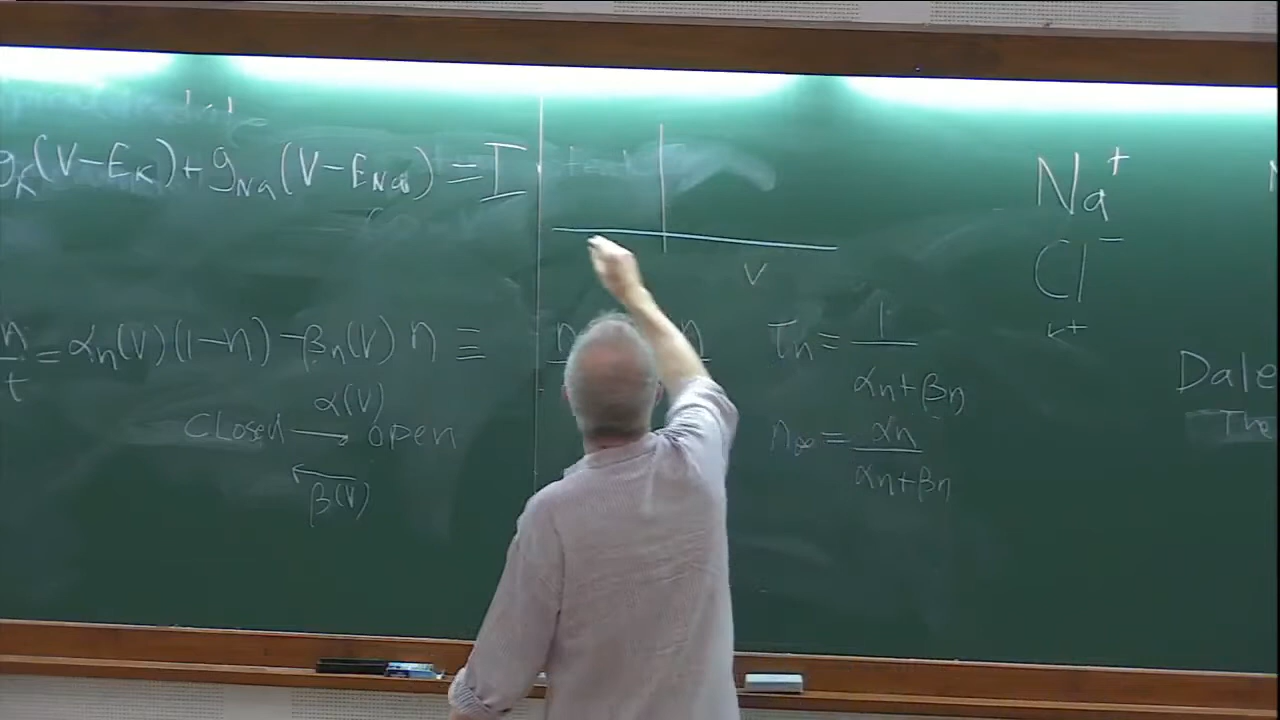 g_K(V-E_K)+g_Na(V-E_Na)=I
V
n/t=α_n(V)(1-n)-β_n(V) n ≡ n n
τ_n=1/(α_n+β_n)
Closed → open
α(V)
←
β(V)
n_∞=α_n/(α_n+β_n)
Na+
Cl-
K+
Dale
The